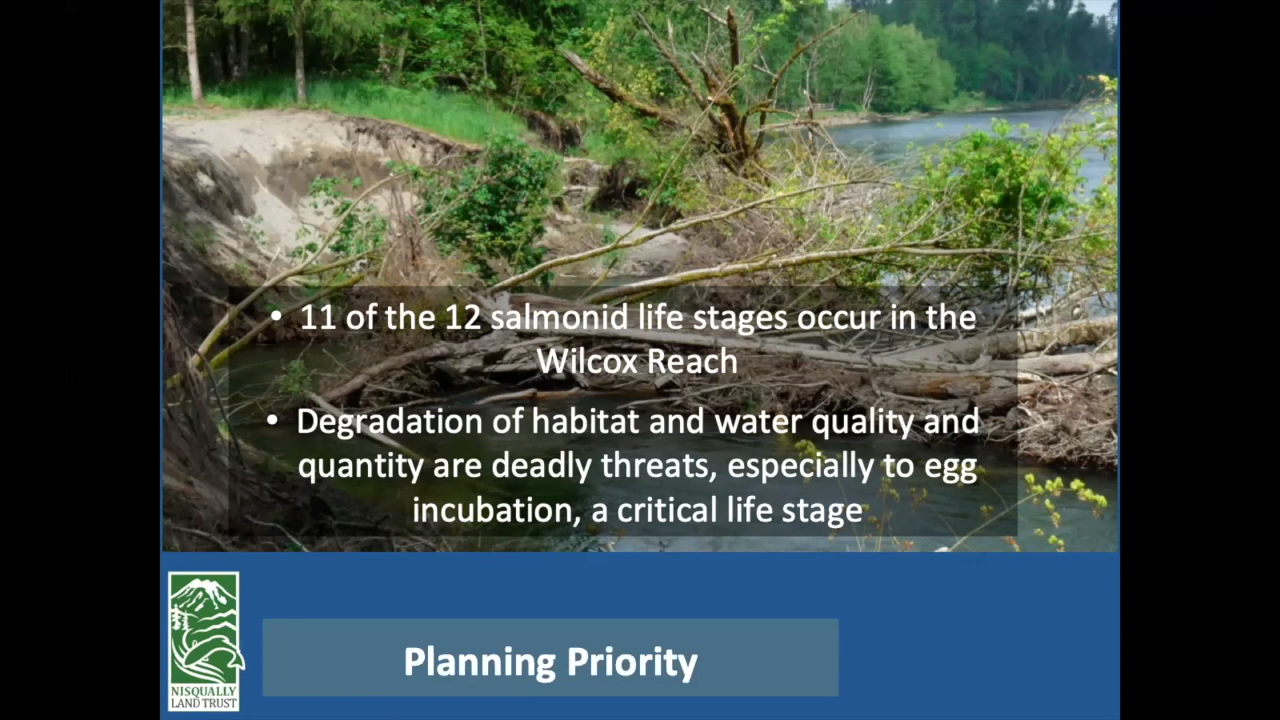 • 11 of the 12 salmonid life stages occur in the
Wilcox Reach
• Degradation of habitat and water quality and
quantity are deadly threats, especially to egg
incubation, a critical life stage
Planning Priority
NISQUALLY
LAND TRUST